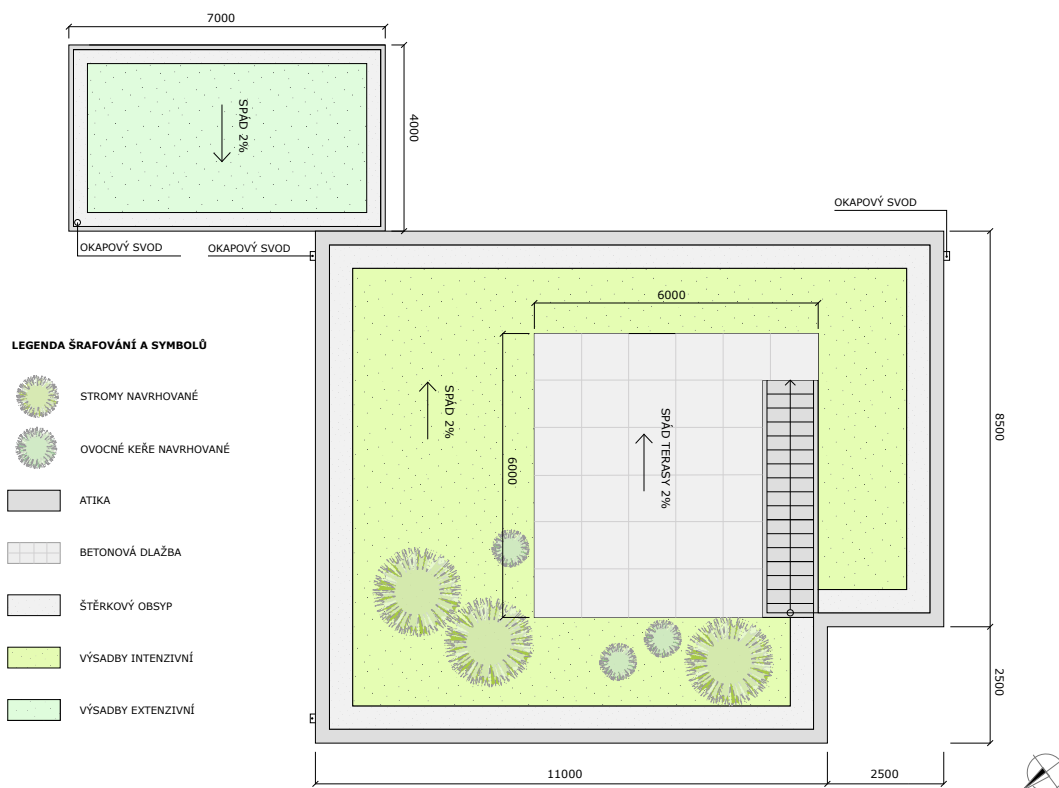 7000
SPÁD 2%
4000
OKAPOVÝ SVOD
OKAPOVÝ SVOD
OKAPOVÝ SVOD
6000
LEGENDA ŠRAFOVÁNÍ A SYMBOLŮ
STROMY NAVRHOVANÉ
OVOCNÉ KEŘE NAVRHOVANÉ
ATIKA
BETONOVÁ DLAŽBA
ŠTĚRKOVÝ OBSYP
VÝSADBY INTENZIVNÍ
VÝSADBY EXTENZIVNÍ
SPÁD 2%
6000
SPÁD TERASY 2%
8500
2500
11000
2500